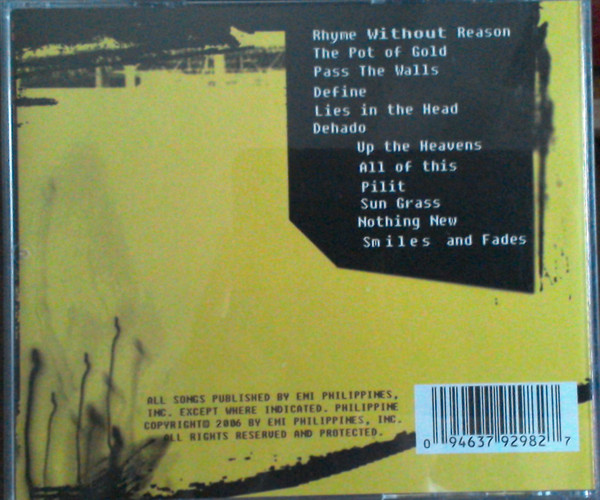 Rhyme Without Reason
The Pot of Gold
Pass The Walls
Define
Lies in the Head
Dehado
Up the Heavens
All of this
Pilit
Sun Grass
Nothing New
Smiles and Fades
ALL SONGS PUBLISHED BY EMI PHILIPPINES,
INC. EXCEPT WHERE INDICATED. PHILIPPINE
COPYRIGHT© 2006 BY EMI PHILIPPINES, INC.
ALL RIGHTS RESERVED AND PROTECTED.
0 94637 92982 7